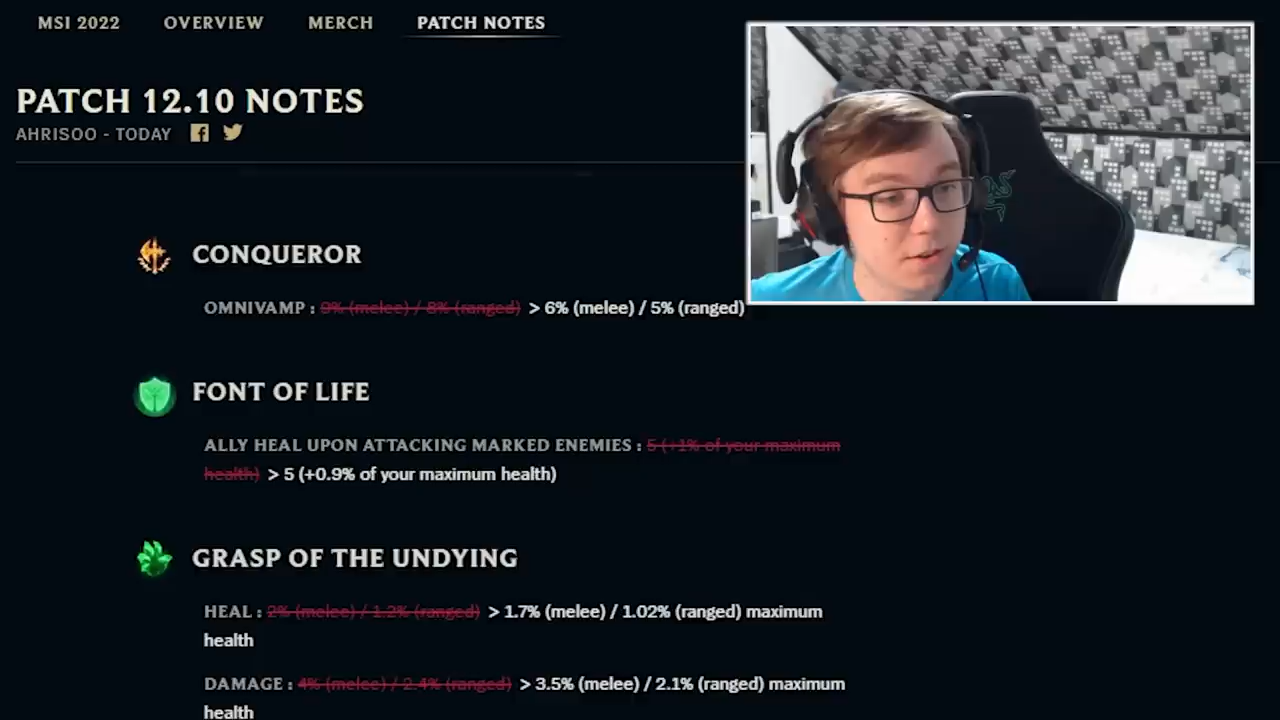 MSI 2022 OVERVIEW MERCH PATCH NOTES
PATCH 12.10 NOTES
AHRISOO - TODAY
CONQUEROR
OMNIVAMP : 9% (melee) / 8% (ranged) > 6% (melee) / 5% (ranged)
FONT OF LIFE
ALLY HEAL UPON ATTACKING MARKED ENEMIES : 5 (+1% of your maximum
health) > 5 (+0.9% of your maximum health)
GRASP OF THE UNDYING
HEAL : 2% (melee) / 1.2% (ranged) > 1.7% (melee) / 1.02% (ranged) maximum
health
DAMAGE : 4% (melee) / 2.4% (ranged) > 3.5% (melee) / 2.1% (ranged) maximum
health